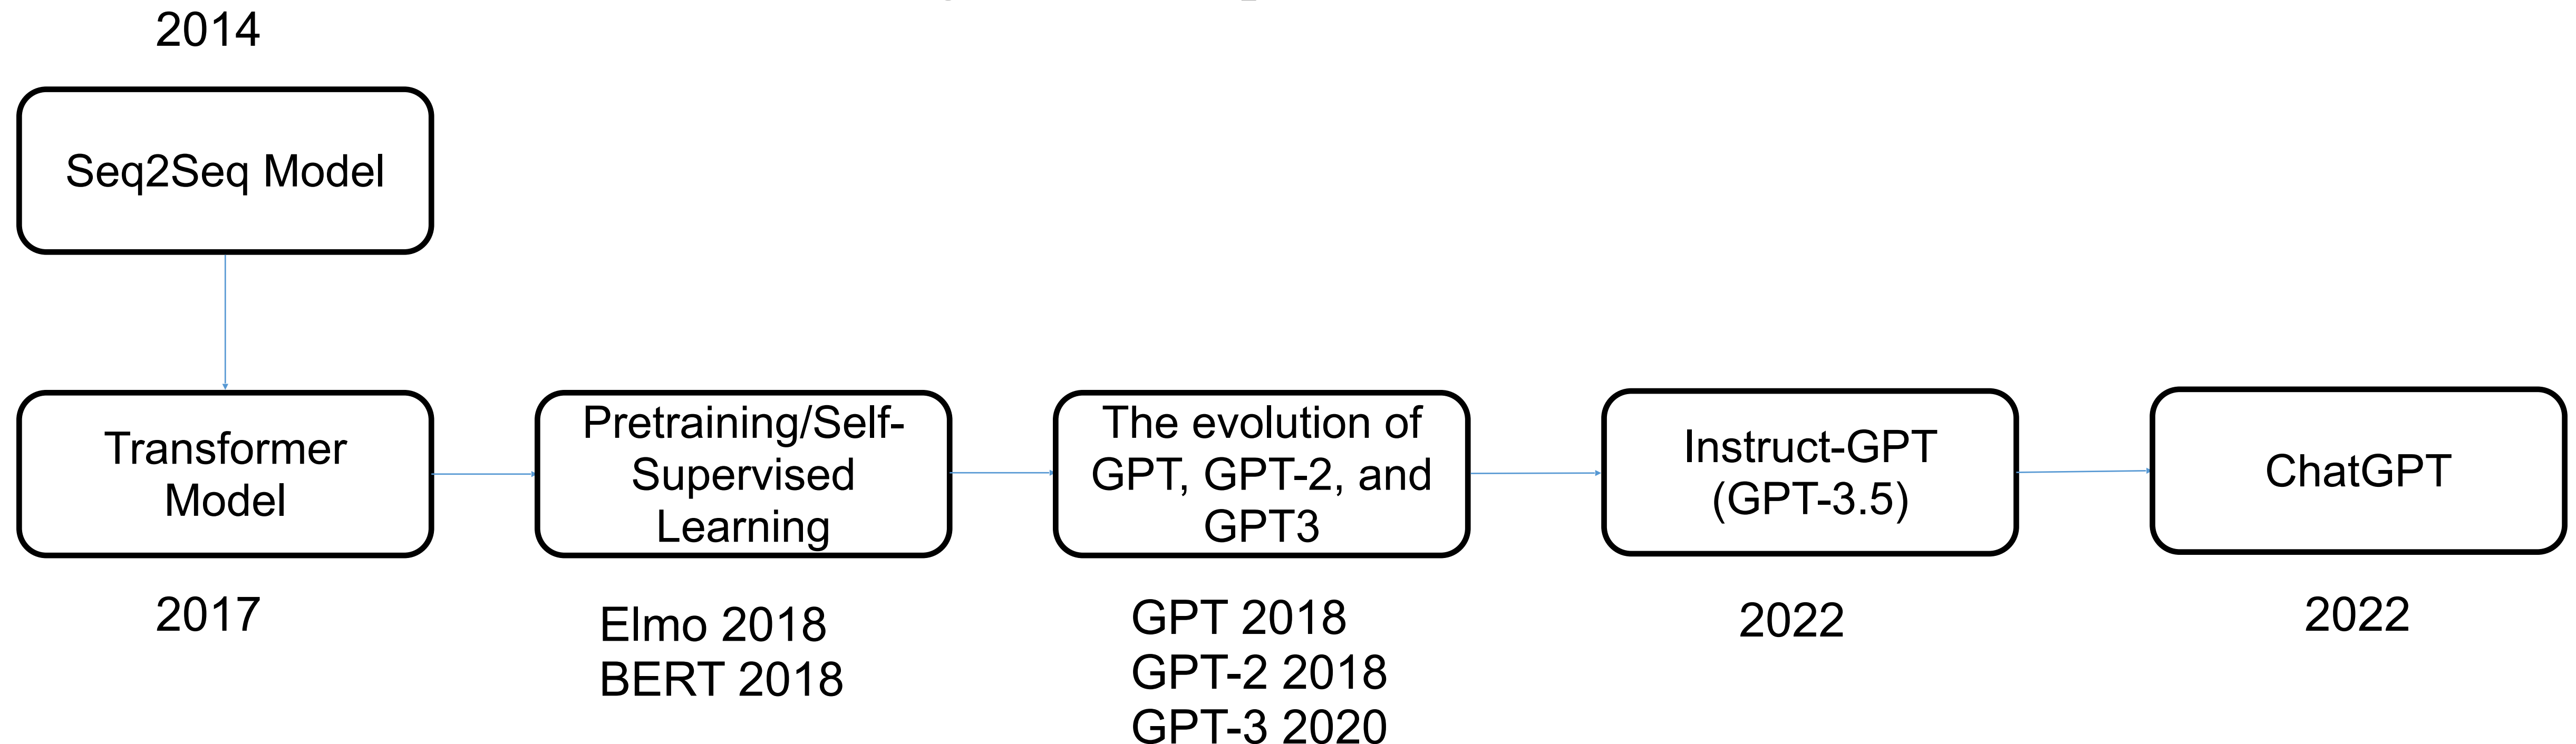 2014
Seq2Seq Model
Transformer
Model
2017
Pretraining/Self-
Supervised
Learning
Elmo 2018
BERT 2018
The evolution of
GPT, GPT-2, and
GPT3
GPT 2018
GPT-2 2018
GPT-3 2020
Instruct-GPT
(GPT-3.5)
2022
ChatGPT
2022